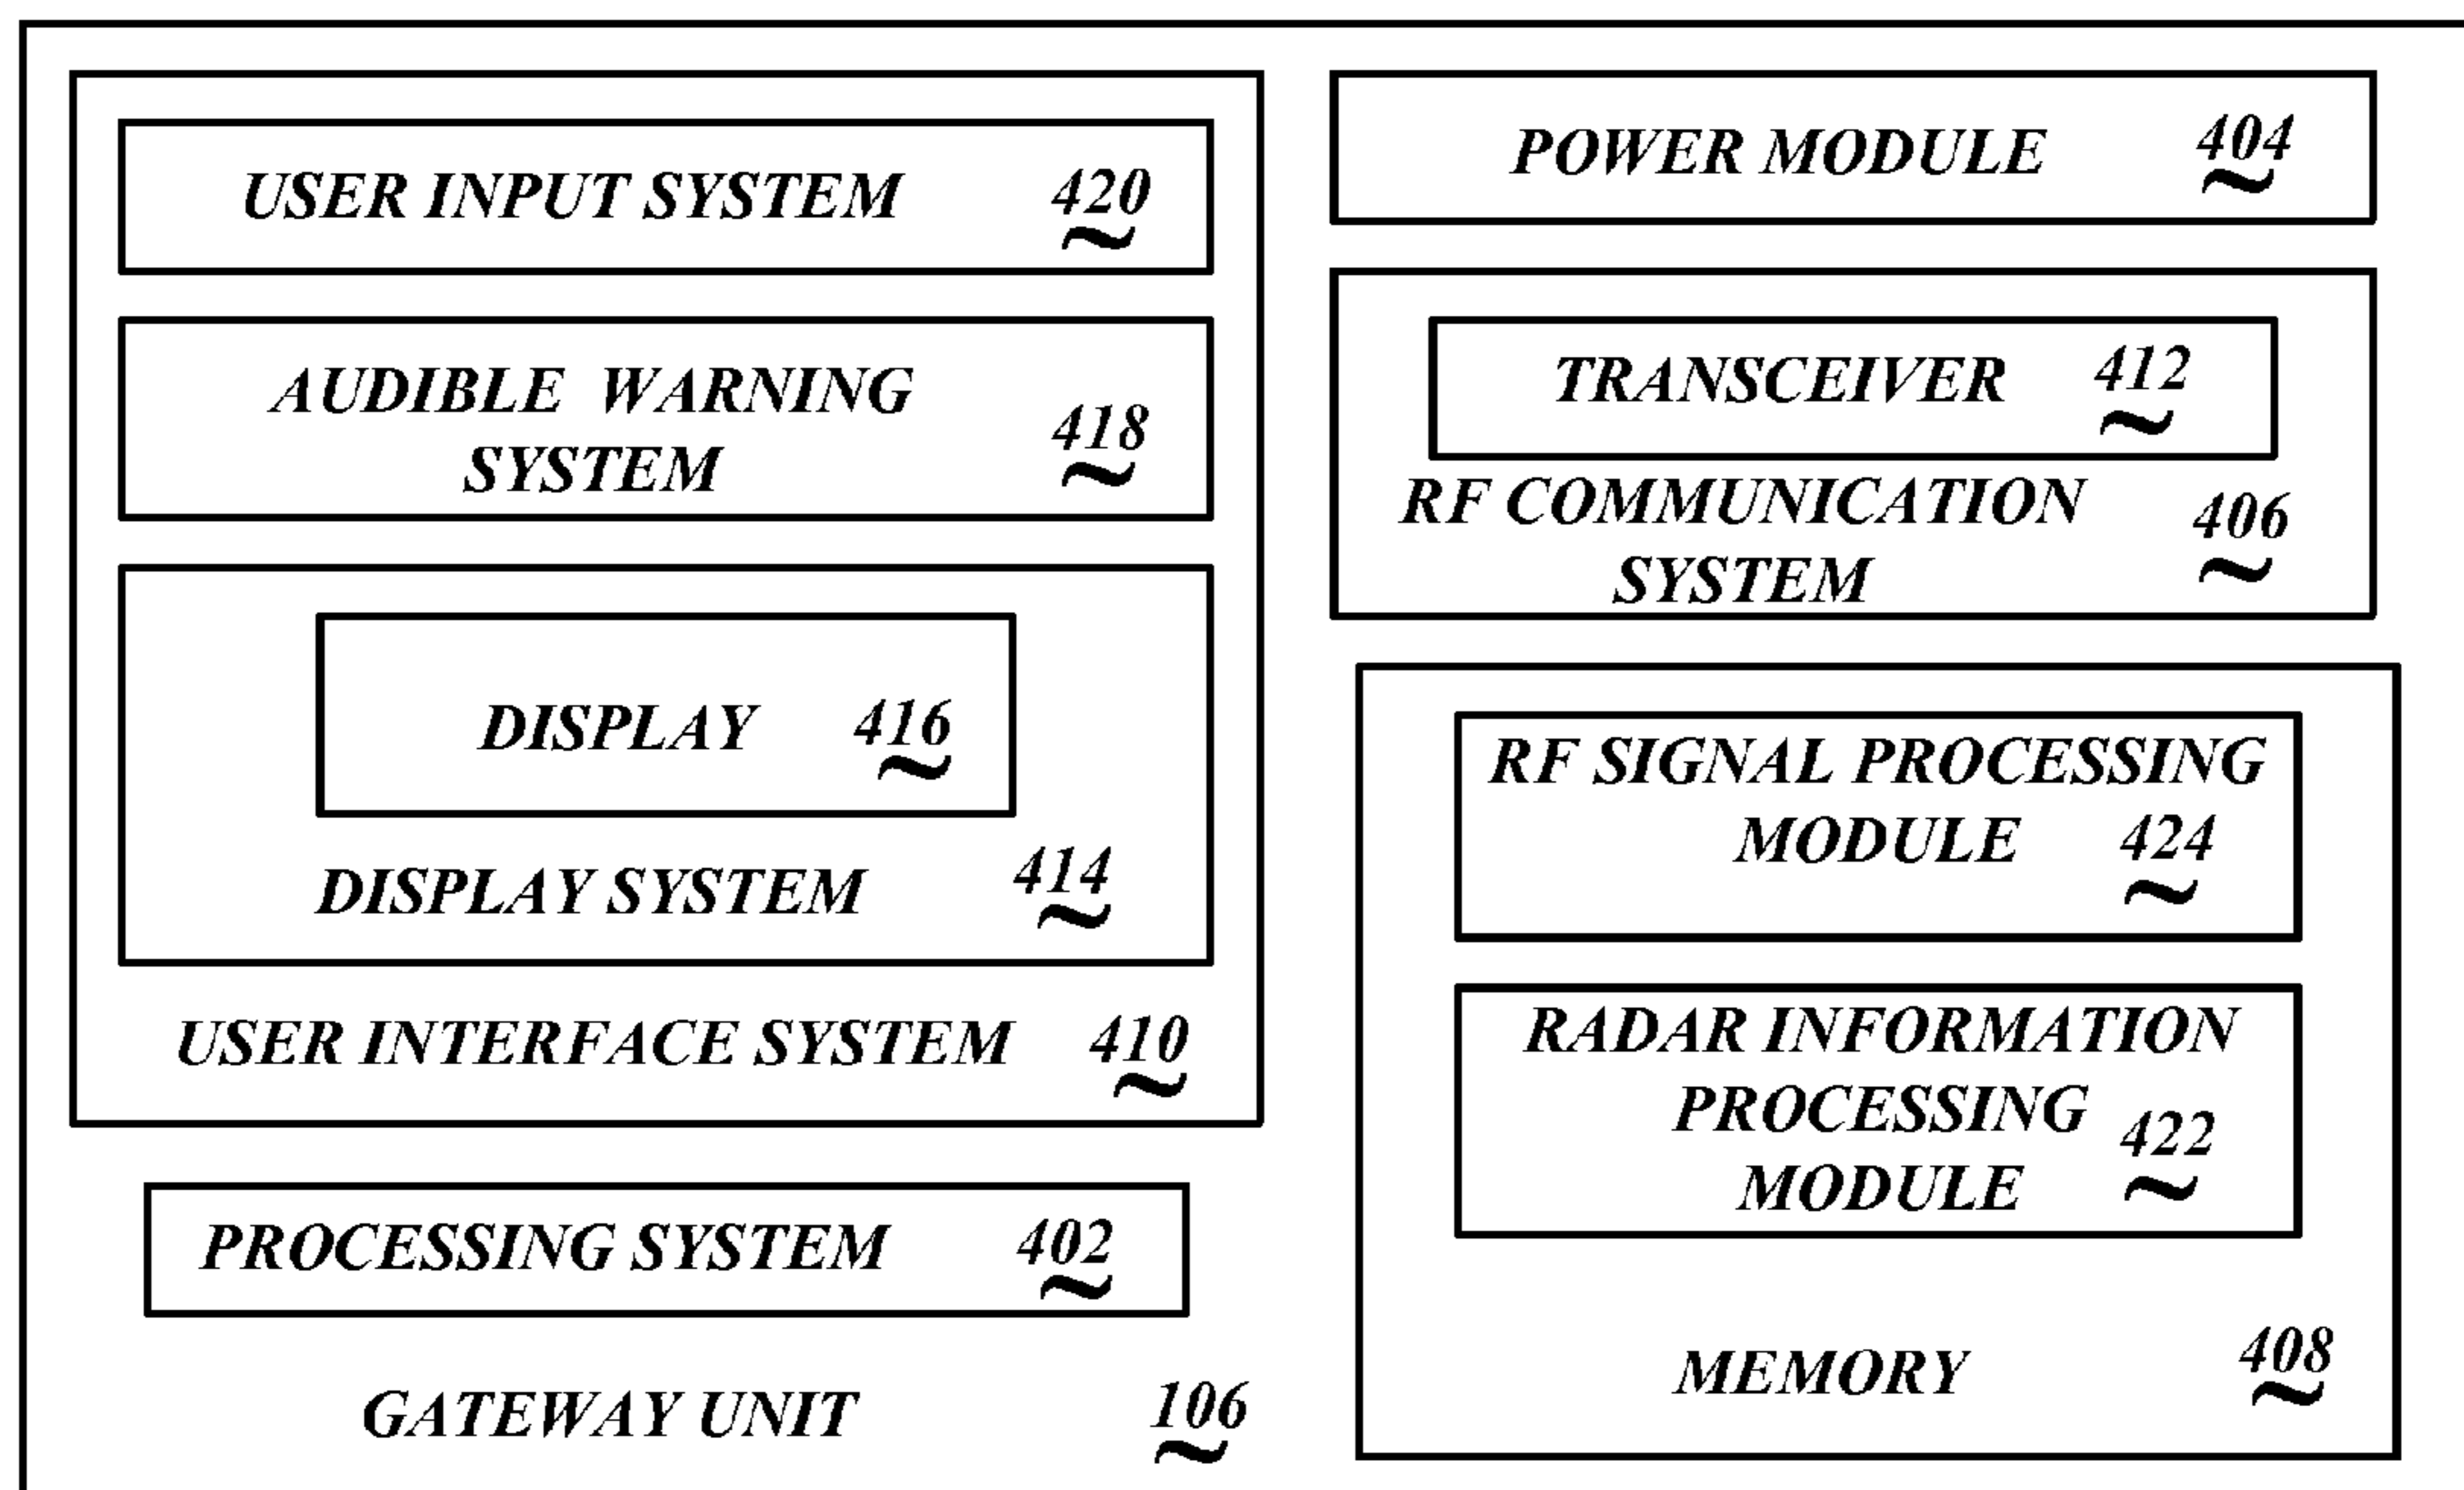 USER INPUT SYSTEM 420
AUDIBLE WARNING
SYSTEM 418
DISPLAY 416
DISPLAY SYSTEM 414
USER INTERFACE SYSTEM 410
PROCESSING SYSTEM 402
GATEWAY UNIT 106
POWER MODULE 404
TRANSCEIVER 412
RF COMMUNICATION
SYSTEM 406
RF SIGNAL PROCESSING
MODULE 424
RADAR INFORMATION
PROCESSING
MODULE 422
MEMORY 408